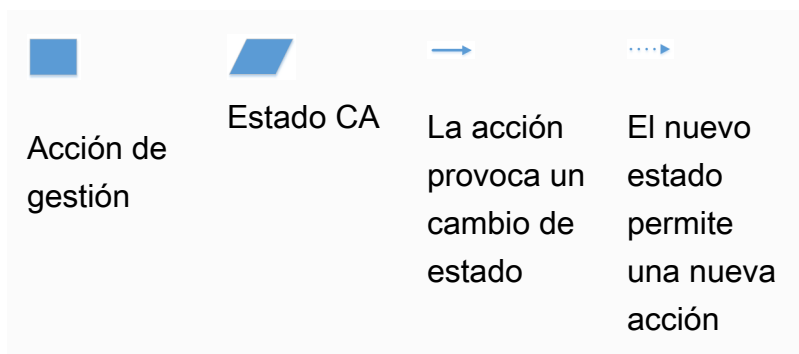 Acción de
gestión
Estado CA
La acción
provoca un
cambio de
estado
El nuevo
estado
permite
una nueva
acción